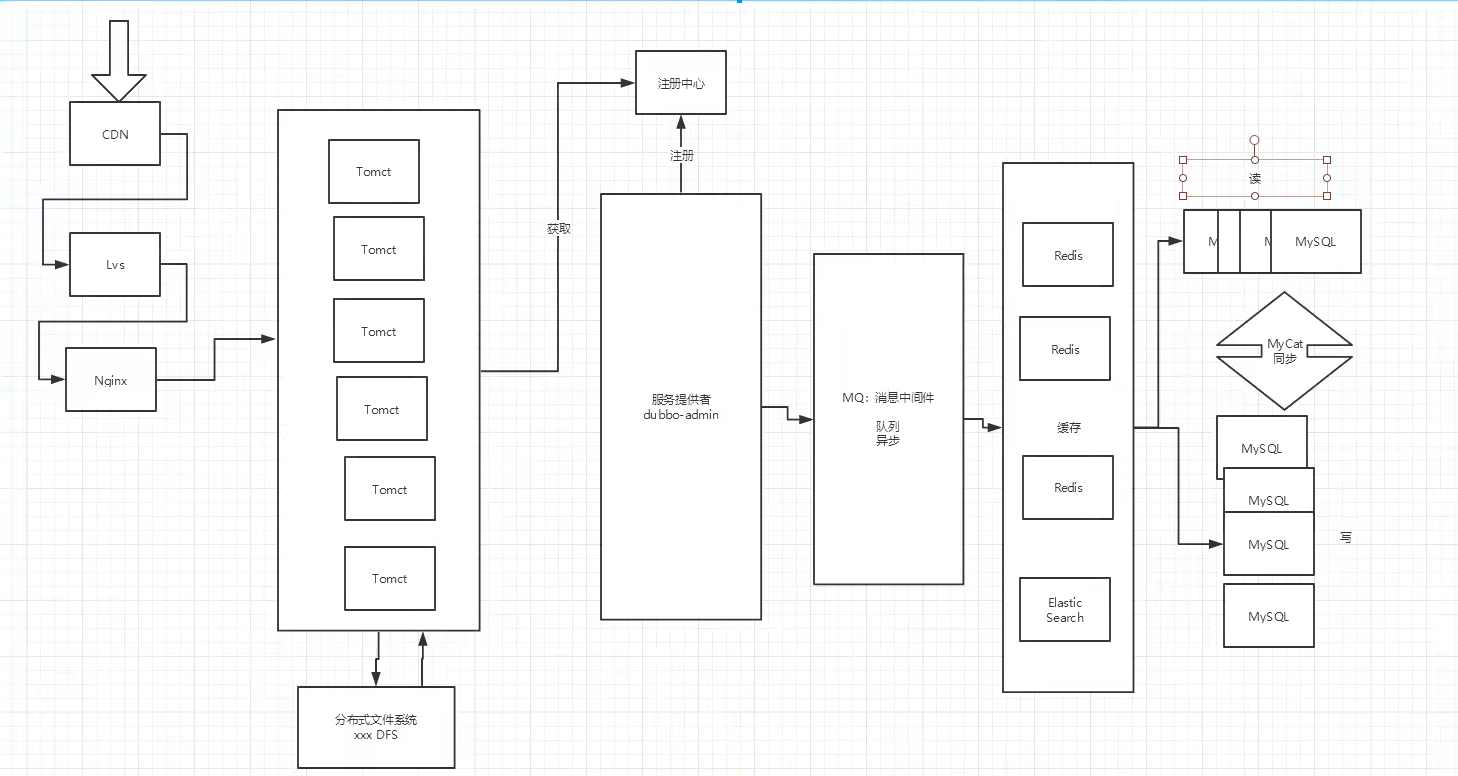 CDN
Lvs
Nginx
Tomct
Tomct
Tomct
Tomct
Tomct
Tomct
分布式文件系统
xxx DFS
获取
注册中心
注册
服务提供者
dubbo-admin
MQ：消息中间件
队列
异步
Redis
Redis
缓存
Redis
Elastic
Search
读
M
M
MySQL
MyCat
同步
MySQL
MySQL
MySQL
写
MySQL